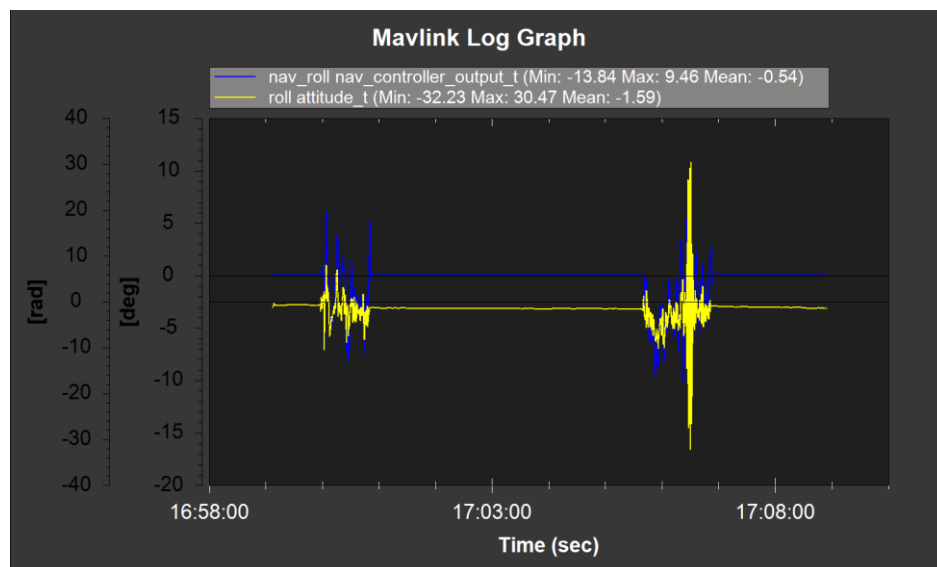 Mavlink Log Graph
nav_roll nav_controller_output_t (Min: -13.84 Max: 9.46 Mean: -0.54)
roll attitude_t (Min: -32.23 Max: 30.47 Mean: -1.59)
40
30
20
10
0
-10
-20
-30
-40
[rad]
15
10
5
0
-5
-10
-15
-20
[deg]
16:58:00 17:03:00 17:08:00
Time (sec)